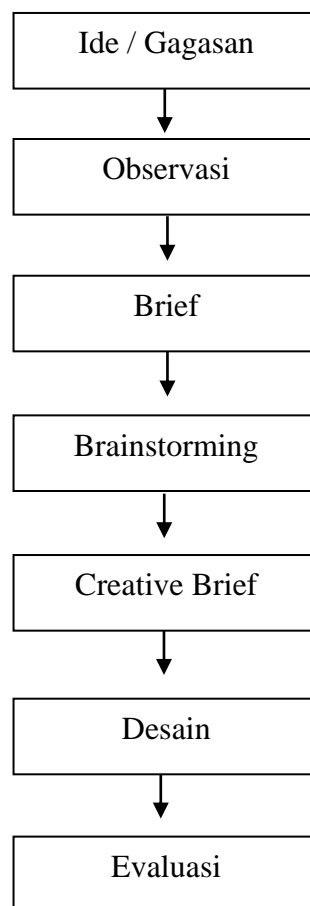 Ide / Gagasan
Observasi
Brief
Brainstorming
Creative Brief
Desain
Evaluasi